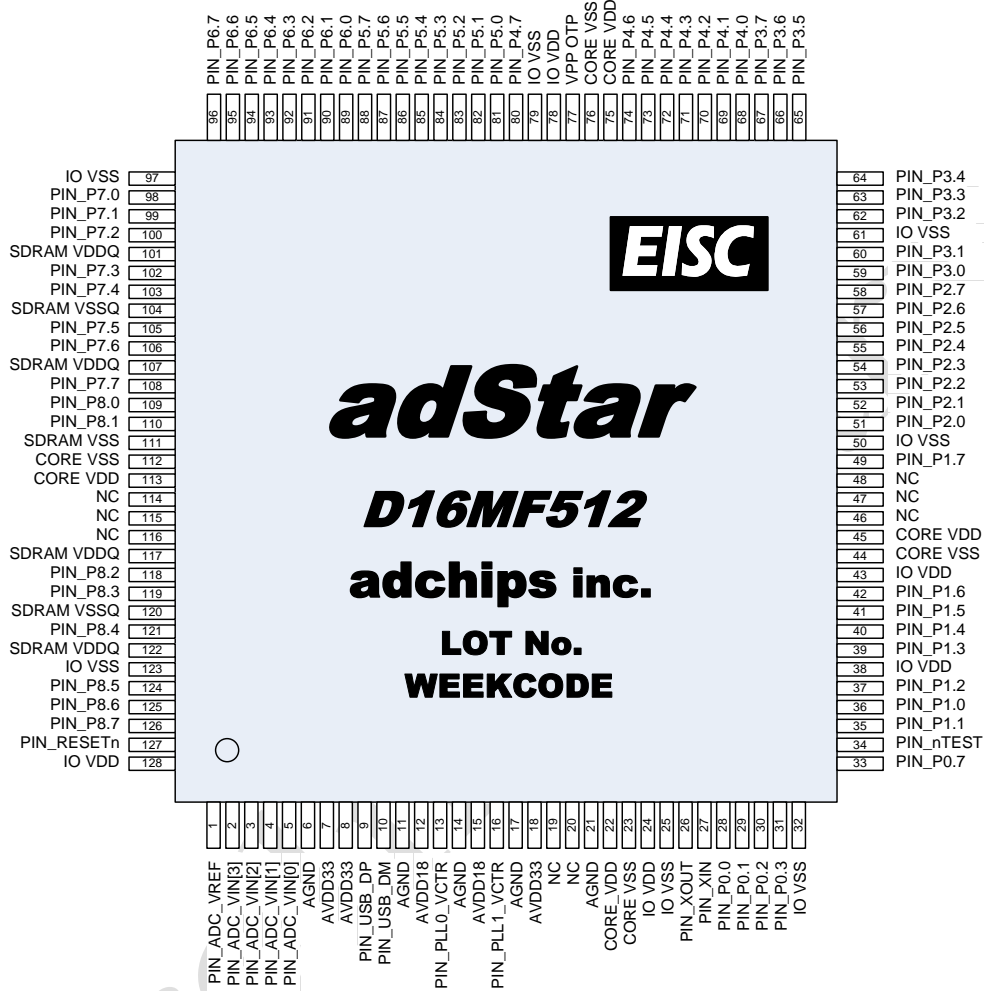 PIN_P6.7 PIN_P6.6 PIN_P6.5 PIN_P6.4 PIN_P6.3 PIN_P6.2 PIN_P6.1 PIN_P6.0 PIN_P5.7 PIN_P5.6 PIN_P5.5 PIN_P5.4 PIN_P5.3 PIN_P5.2 PIN_P5.1 PIN_P5.0 PIN_P4.7 IO VSS IO VDD VPP OTP CORE VSS CORE VDD PIN_P4.6 PIN_P4.5 PIN_P4.4 PIN_P4.3 PIN_P4.2 PIN_P4.1 PIN_P4.0 PIN_P3.7 PIN_P3.6 PIN_P3.5
96 95 94 93 92 91 90 89 88 87 86 85 84 83 82 81 80 79 78 77 76 75 74 73 72 71 70 69 68 67 66 65
IO VSS 97
PIN_P7.0 98
PIN_P7.1 99
PIN_P7.2 100
SDRAM VDDQ 101
PIN_P7.3 102
PIN_P7.4 103
SDRAM VSSQ 104
PIN_P7.5 105
PIN_P7.6 106
SDRAM VDDQ 107
PIN_P7.7 108
PIN_P8.0 109
PIN_P8.1 110
SDRAM VSS 111
CORE VSS 112
CORE VDD 113
NC 114
NC 115
NC 116
SDRAM VDDQ 117
PIN_P8.2 118
PIN_P8.3 119
SDRAM VSSQ 120
PIN_P8.4 121
SDRAM VDDQ 122
IO VSS 123
PIN_P8.5 124
PIN_P8.6 125
PIN_P8.7 126
PIN_RESETn 127
IO VDD 128
EISC
adStar
D16MF512
adchips inc.
LOT No.
WEEKCODE
64 PIN_P3.4
63 PIN_P3.3
62 PIN_P3.2
61 IO VSS
60 PIN_P3.1
59 PIN_P3.0
58 PIN_P2.7
57 PIN_P2.6
56 PIN_P2.5
55 PIN_P2.4
54 PIN_P2.3
53 PIN_P2.2
52 PIN_P2.1
51 PIN_P2.0
50 IO VSS
49 PIN_P1.7
48 NC
47 NC
46 NC
45 CORE VDD
44 CORE VSS
43 IO VDD
42 PIN_P1.6
41 PIN_P1.5
40 PIN_P1.4
39 PIN_P1.3
38 IO VDD
37 PIN_P1.2
36 PIN_P1.0
35 PIN_P1.1
34 PIN_nTEST
33 PIN_P0.7
1 2 3 4 5 6 7 8 9 10 11 12 13 14 15 16 17 18 19 20 21 22 23 24 25 26 27 28 29 30 31 32
PIN_ADC_VREF PIN_ADC_VIN[3] PIN_ADC_VIN[2] PIN_ADC_VIN[1] PIN_ADC_VIN[0] AGND AVDD33 AVDD33 PIN_USB_DP PIN_USB_DM AGND AVDD18 PIN_PLL0_VCTR AGND AVDD18 PIN_PLL1_VCTR AGND AVDD33 NC NC AGND CORE_VDD CORE VSS IO VDD IO VSS PIN_XOUT PIN_XIN PIN_P0.0 PIN_P0.1 PIN_P0.2 PIN_P0.3 IO VSS